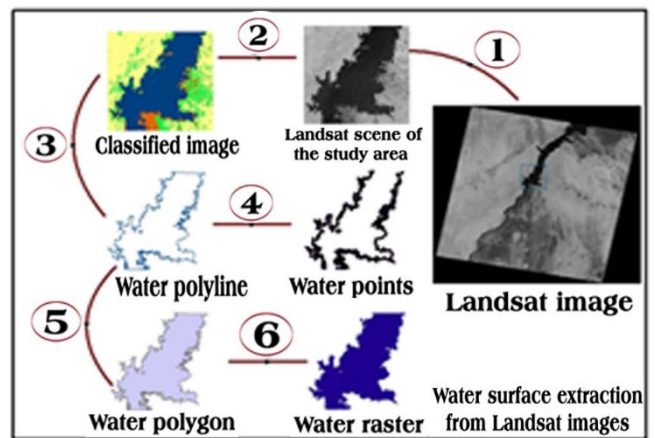 2
1
Classified image
Landsat scene of
the study area
3
4
Water polyline
Water points
Landsat image
5
6
Water polygon
Water raster
Water surface extraction
from Landsat images